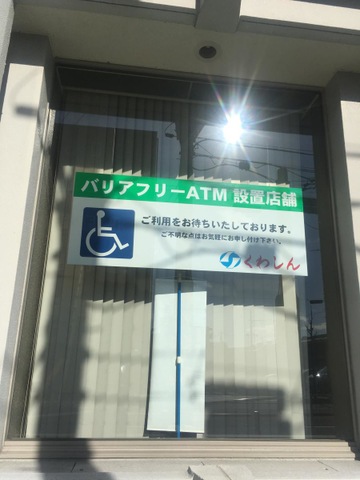 バリアフリーATM 設置店舗
ご利用をお待ちいたしております。
ご不明な点はお気軽にお申し付け下さい。
くわしん